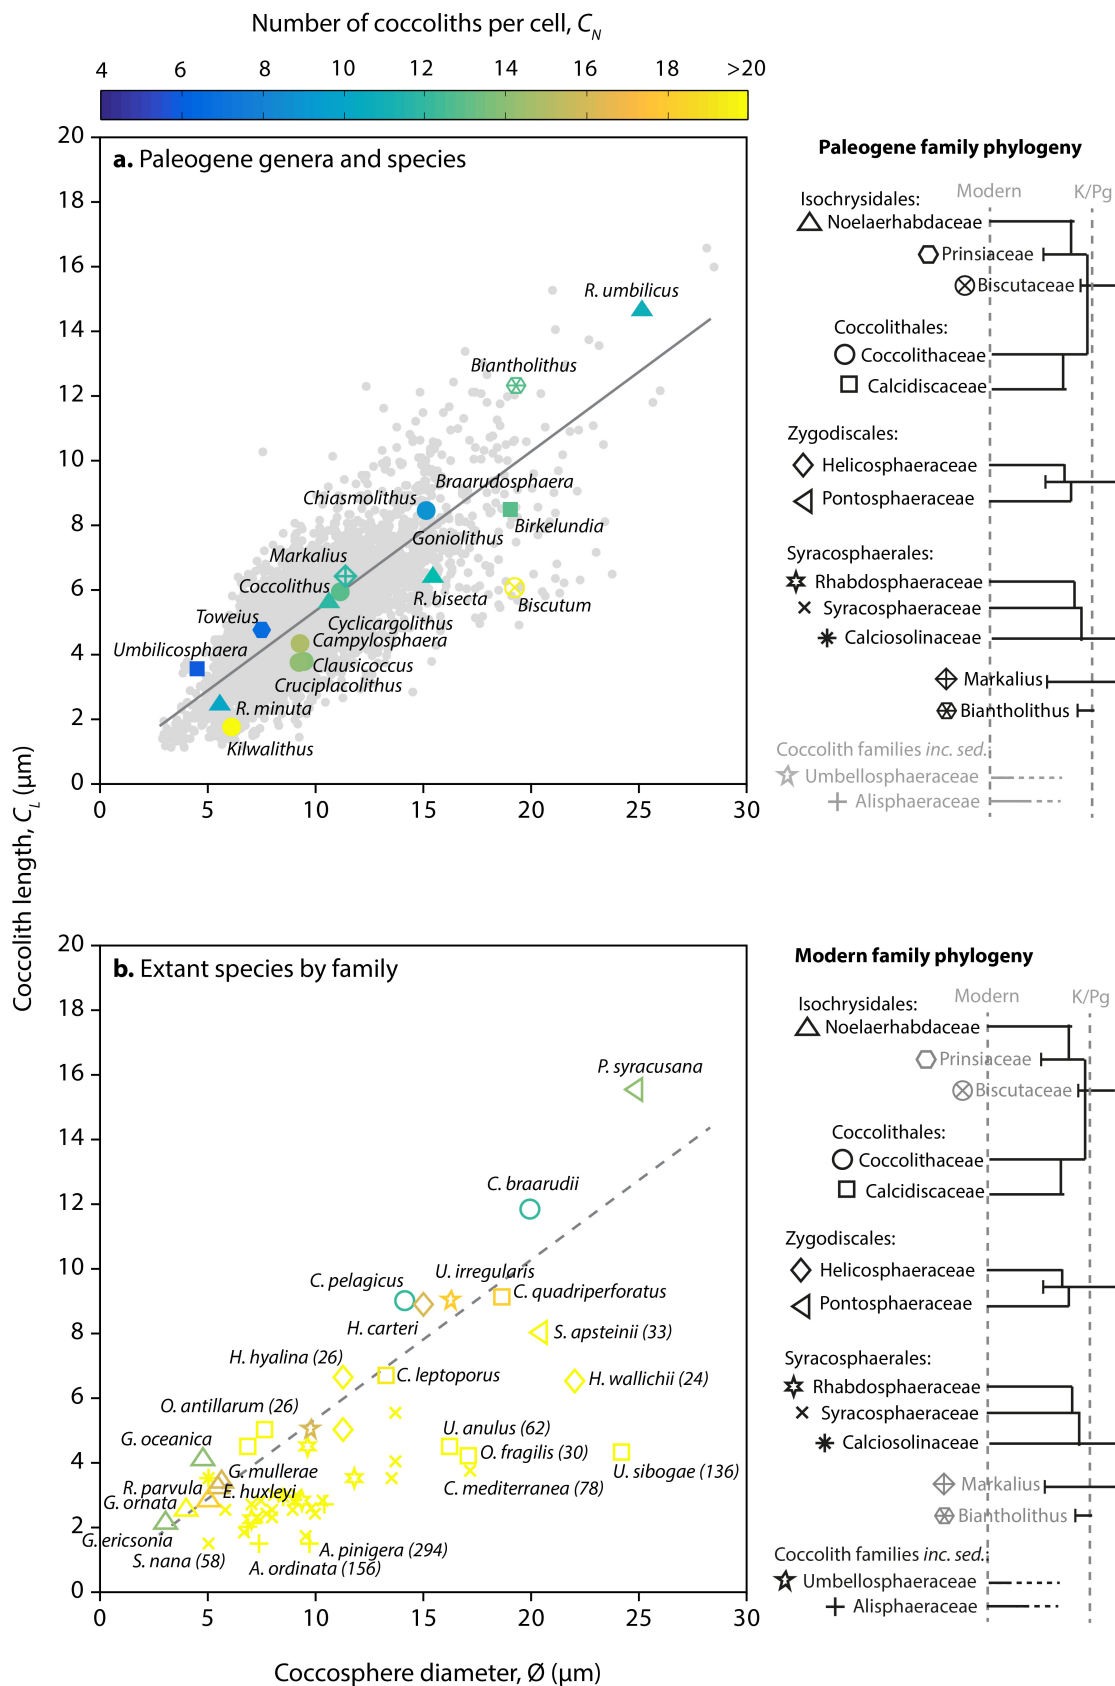 Number of coccoliths per cell, C_N
4 6 8 10 12 14 16 18 >20
a. Paleogene genera and species
20
18
16
14
12
10
8
6
4
2
0
0 5 10 15 20 25 30
R. umbilicus
Biantholithus
Braarudosphaera
Chiasmolithus
Birkelundia
Goniolithus
Markalius
Coccolithus
R. bisecta
Biscutum
Toweius
Cyclicargolithus
Campylosphaera
Umbilicosphaera
Clausicoccus
Cruciplacolithus
R. minuta
Kilwalithus
Paleogene family phylogeny
Modern K/Pg
Isochrysidales:
Noelaerhabdaceae
Prinsiaceae
Biscutaceae
Coccolithales:
Coccolithaceae
Calcidiscaceae
Zygodiscales:
Helicosphaeraceae
Pontosphaeraceae
Syracosphaerales:
Rhabdosphaeraceae
Syracosphaeraceae
Calciosolinaceae
Markalius
Biantholithus
Coccolith families inc. sed.:
Umbellosphaeraceae
Alisphaeraceae
Coccolith length, C_L (μm)
b. Extant species by family
20
18
16
14
12
10
8
6
4
2
0
0 5 10 15 20 25 30
P. syracusana
C. braarudii
U. irregularis
C. pelagicus
C. quadriperforatus
H. carteri
S. apsteinii (33)
H. hyalina (26)
C. leptoporus
H. wallichii (24)
O. antillarum (26)
U. anulus (62)
G. oceanica
O. fragilis (30)
G. mullerae
U. sibogae (136)
R. parvula
E. huxleyi
C. mediterranea (78)
G. ornata
G. ericsonia
S. nana (58)
A. pinigera (294)
A. ordinata (156)
Coccosphere diameter, Ø (μm)
Modern family phylogeny
Modern K/Pg
Isochrysidales:
Noelaerhabdaceae
Prinsiaceae
Biscutaceae
Coccolithales:
Coccolithaceae
Calcidiscaceae
Zygodiscales:
Helicosphaeraceae
Pontosphaeraceae
Syracosphaerales:
Rhabdosphaeraceae
Syracosphaeraceae
Calciosolinaceae
Markalius
Biantholithus
Coccolith families inc. sed.:
Umbellosphaeraceae
Alisphaeraceae